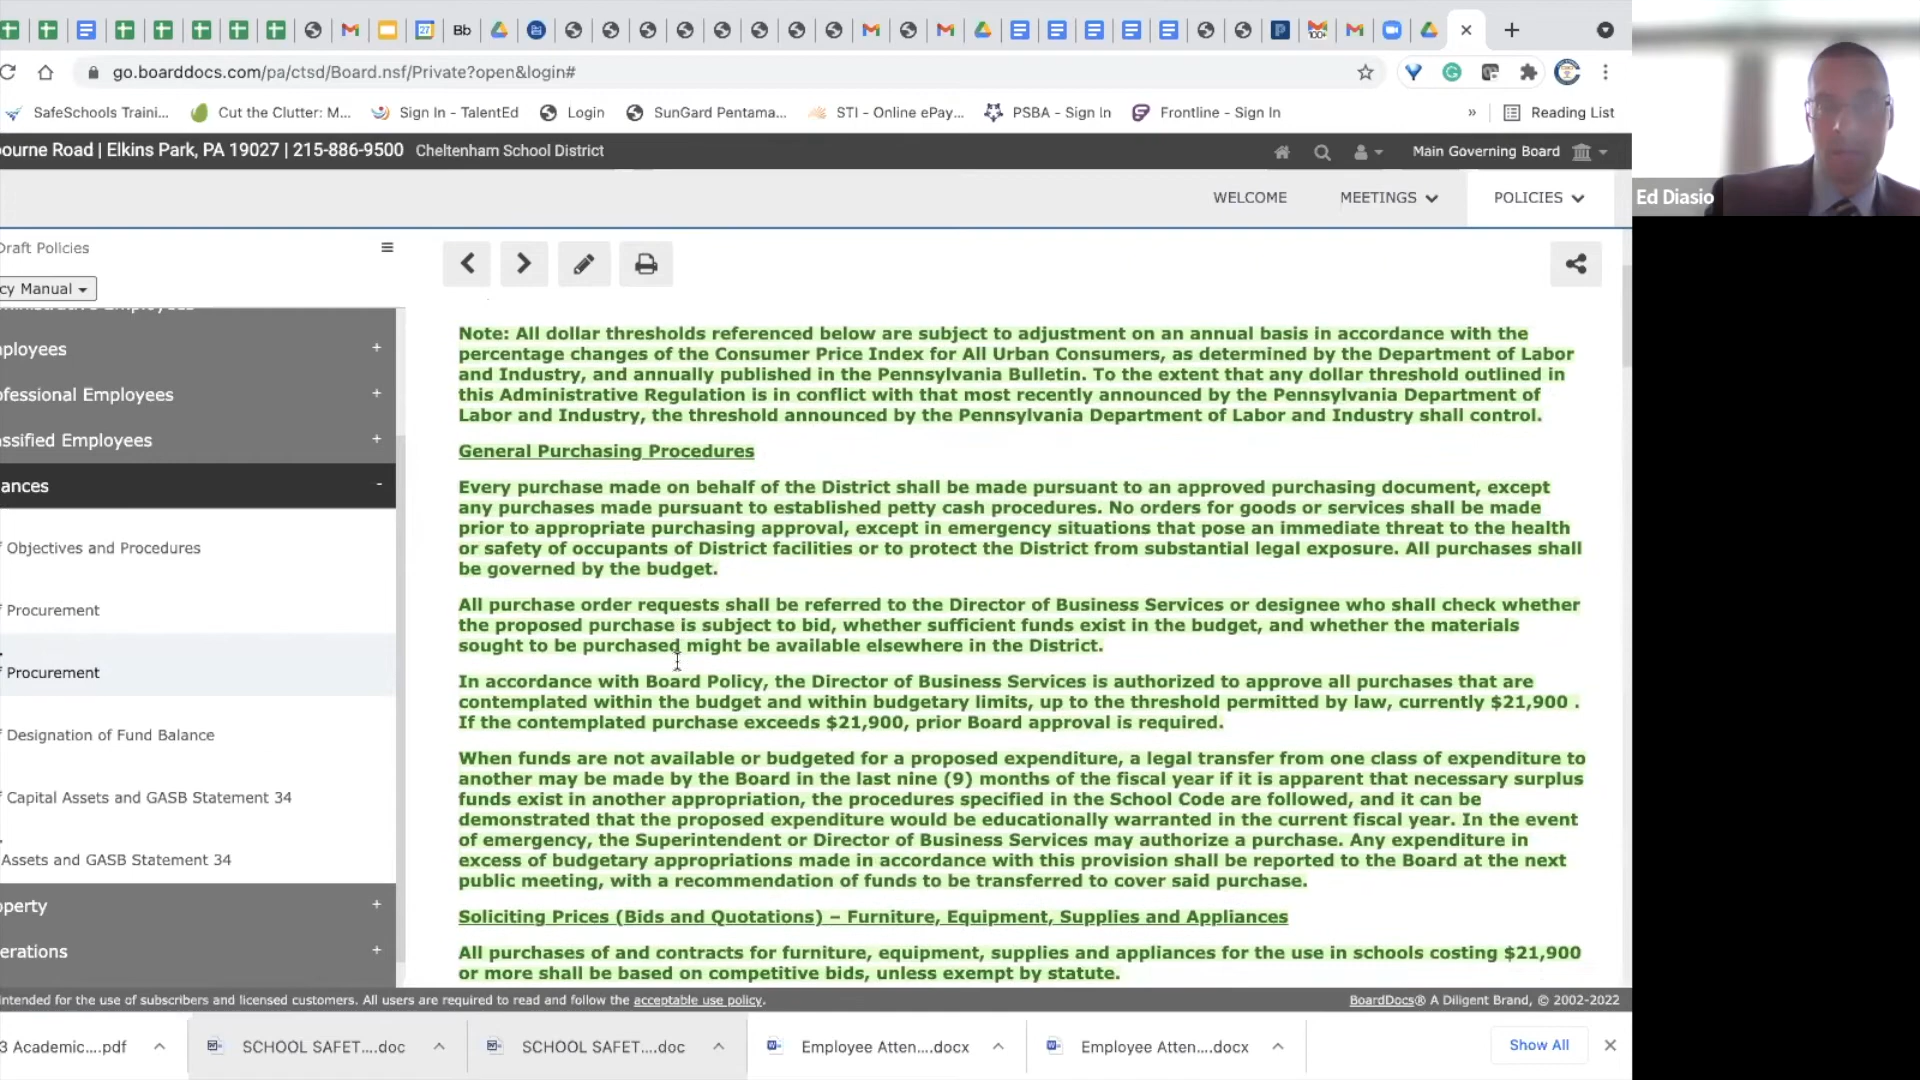 27
Bb
100+
go.boarddocs.com/pa/ctsd/Board.nsf/Private?open&login#
SafeSchools Traini...
Cut the Clutter: M...
Sign In - TalentEd
Login
SunGard Pentama...
STI - Online ePay...
PSBA - Sign In
Frontline - Sign In
»
Reading List
ourne Road | Elkins Park, PA 19027 | 215-886-9500 Cheltenham School District
Main Governing Board
WELCOME
MEETINGS
POLICIES
Ed Diasio
Draft Policies
cy Manual
ployees +
ofessional Employees +
assified Employees +
ances -
Objectives and Procedures
Procurement
Procurement
Designation of Fund Balance
Capital Assets and GASB Statement 34
Assets and GASB Statement 34
operty +
erations +
Note: All dollar thresholds referenced below are subject to adjustment on an annual basis in accordance with the
percentage changes of the Consumer Price Index for All Urban Consumers, as determined by the Department of Labor
and Industry, and annually published in the Pennsylvania Bulletin. To the extent that any dollar threshold outlined in
this Administrative Regulation is in conflict with that most recently announced by the Pennsylvania Department of
Labor and Industry, the threshold announced by the Pennsylvania Department of Labor and Industry shall control.
General Purchasing Procedures
Every purchase made on behalf of the District shall be made pursuant to an approved purchasing document, except
any purchases made pursuant to established petty cash procedures. No orders for goods or services shall be made
prior to appropriate purchasing approval, except in emergency situations that pose an immediate threat to the health
or safety of occupants of District facilities or to protect the District from substantial legal exposure. All purchases shall
be governed by the budget.
All purchase order requests shall be referred to the Director of Business Services or designee who shall check whether
the proposed purchase is subject to bid, whether sufficient funds exist in the budget, and whether the materials
sought to be purchased might be available elsewhere in the District.
In accordance with Board Policy, the Director of Business Services is authorized to approve all purchases that are
contemplated within the budget and within budgetary limits, up to the threshold permitted by law, currently $21,900 .
If the contemplated purchase exceeds $21,900, prior Board approval is required.
When funds are not available or budgeted for a proposed expenditure, a legal transfer from one class of expenditure to
another may be made by the Board in the last nine (9) months of the fiscal year if it is apparent that necessary surplus
funds exist in another appropriation, the procedures specified in the School Code are followed, and it can be
demonstrated that the proposed expenditure would be educationally warranted in the current fiscal year. In the event
of emergency, the Superintendent or Director of Business Services may authorize a purchase. Any expenditure in
excess of budgetary appropriations made in accordance with this provision shall be reported to the Board at the next
public meeting, with a recommendation of funds to be transferred to cover said purchase.
Soliciting Prices (Bids and Quotations) – Furniture, Equipment, Supplies and Appliances
All purchases of and contracts for furniture, equipment, supplies and appliances for the use in schools costing $21,900
or more shall be based on competitive bids, unless exempt by statute.
intended for the use of subscribers and licensed customers. All users are required to read and follow the acceptable use policy.
BoardDocs® A Diligent Brand, © 2002-2022
3 Academic....pdf
SCHOOL SAFET....doc
SCHOOL SAFET....doc
Employee Atten....docx
Employee Atten....docx
Show All